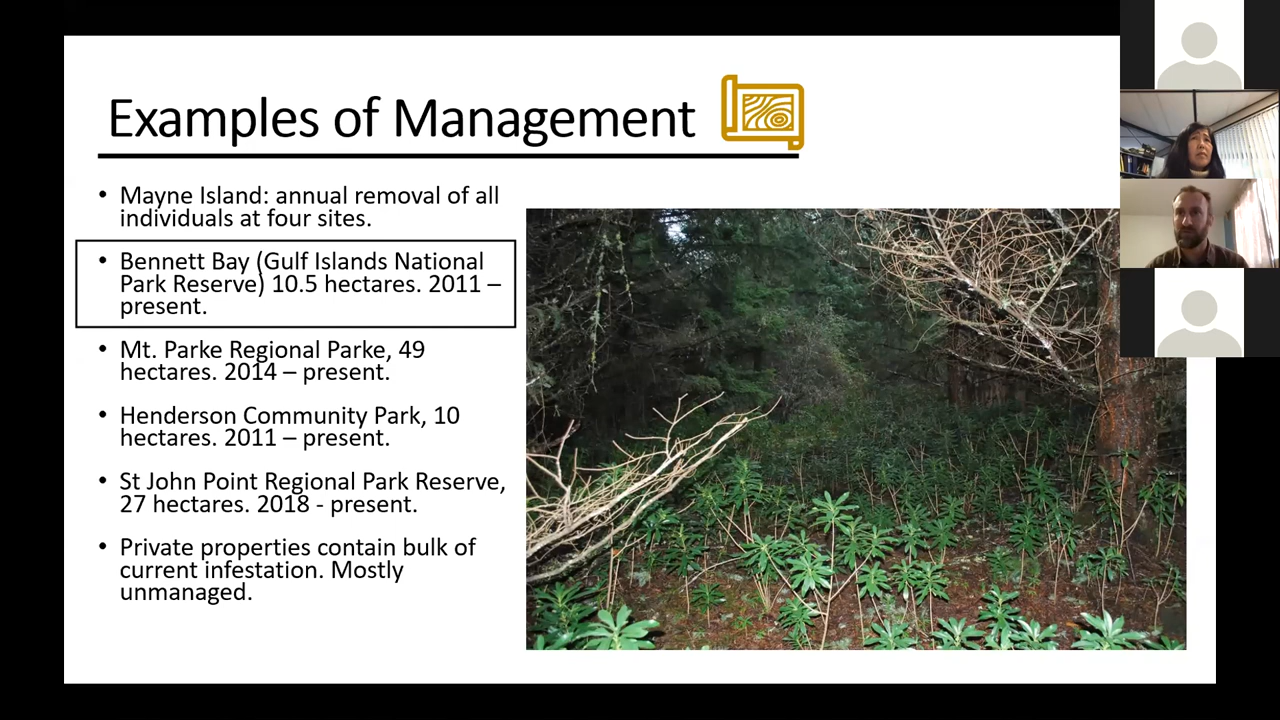 Examples of Management
• Mayne Island: annual removal of all
individuals at four sites.
• Bennett Bay (Gulf Islands National
Park Reserve) 10.5 hectares. 2011 –
present.
• Mt. Parke Regional Parke, 49
hectares. 2014 – present.
• Henderson Community Park, 10
hectares. 2011 – present.
• St John Point Regional Park Reserve,
27 hectares. 2018 - present.
• Private properties contain bulk of
current infestation. Mostly
unmanaged.